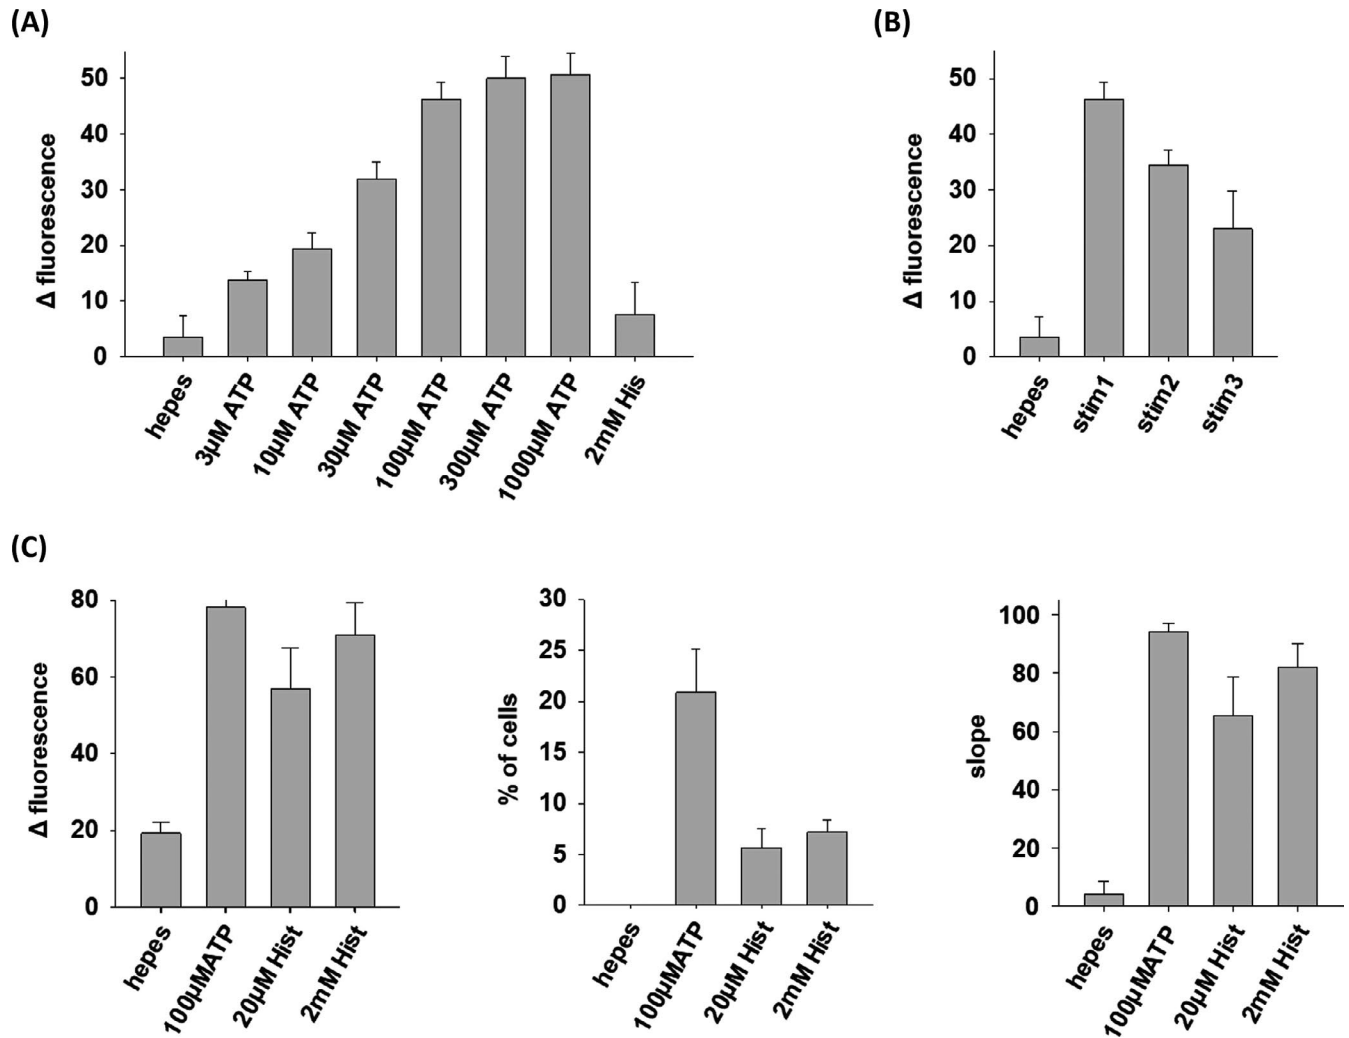 (A)
Δ fluorescence
50
40
30
20
10
0
hepes
3μM ATP
10μM ATP
30μM ATP
100μM ATP
300μM ATP
1000μM ATP
2mM His
(B)
Δ fluorescence
50
40
30
20
10
0
hepes
stim1
stim2
stim3
(C)
Δ fluorescence
80
60
40
20
0
hepes
100μMATP
20μM Hist
2mM Hist
% of cells
30
25
20
15
10
5
0
hepes
100μMATP
20μM Hist
2mM Hist
slope
100
80
60
40
20
0
hepes
100μMATP
20μM Hist
2mM Hist